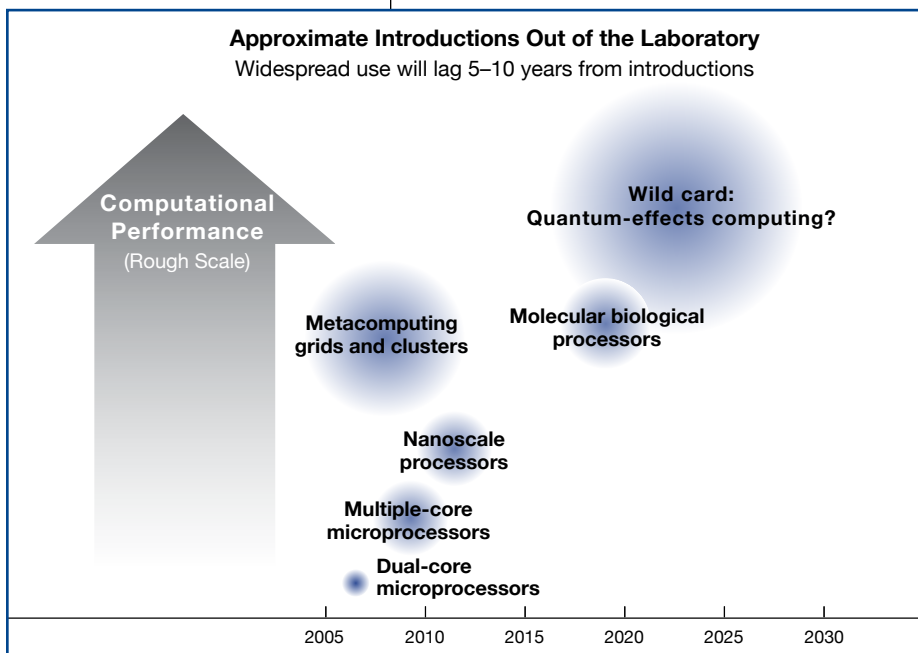 Approximate Introductions Out of the Laboratory
Widespread use will lag 5–10 years from introductions
Computational
Performance
(Rough Scale)
Wild card:
Quantum-effects computing?
Metacomputing
grids and clusters
Molecular biological
processors
Nanoscale
processors
Multiple-core
microprocessors
Dual-core
microprocessors
2005 2010 2015 2020 2025 2030